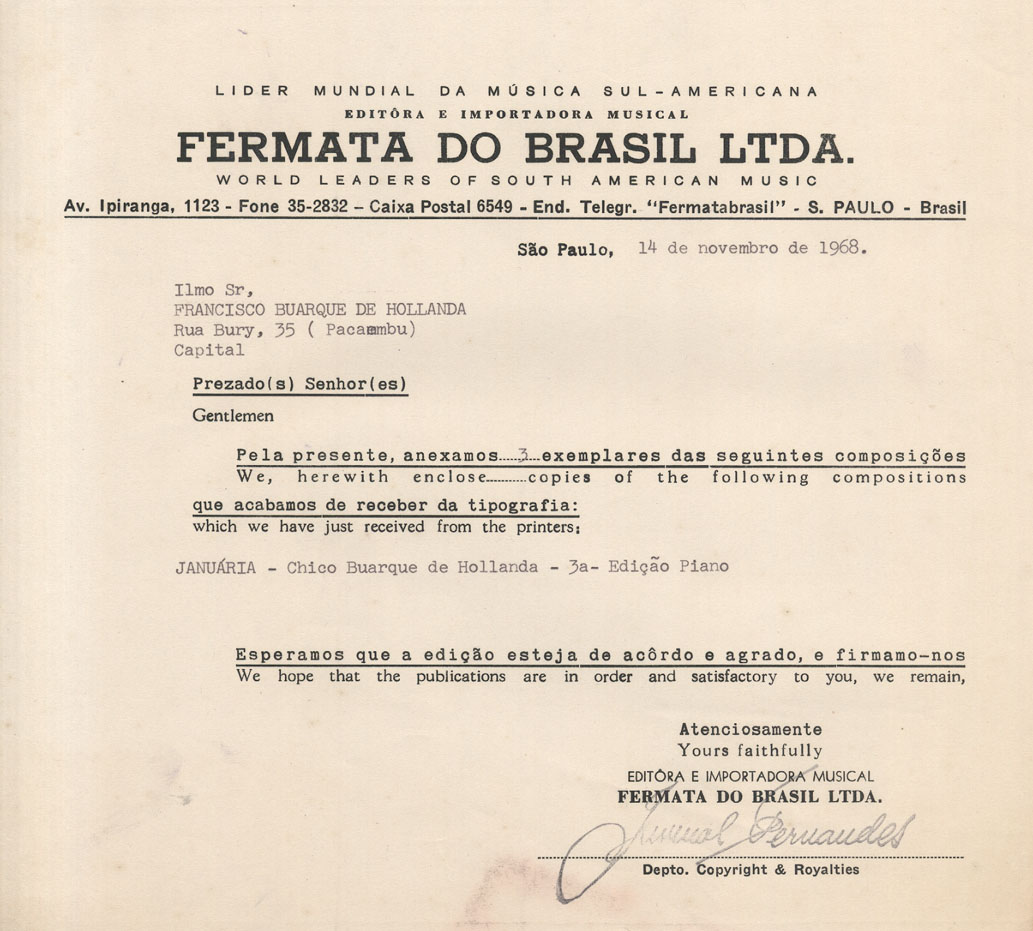 LIDER MUNDIAL DA MÚSICA SUL-AMERICANA
EDITÔRA E IMPORTADORA MUSICAL
FERMATA DO BRASIL LTDA.
WORLD LEADERS OF SOUTH AMERICAN MUSIC
Av. Ipiranga, 1123 - Fone 35-2832 – Caixa Postal 6549 - End. Telegr. “Fermatabrasil” - S. PAULO - Brasil
São Paulo, 14 de novembro de 1968.
Ilmo Sr,
FRANCISCO BUARQUE DE HOLLANDA
Rua Bury, 35 ( Pacaembu)
Capital
Prezado(s) Senhor(es)
Gentlemen
Pela presente, anexamos.....3....exemplares das seguintes composições
We, herewith enclose..........copies of the following compositions
que acabamos de receber da tipografia:
which we have just received from the printers:
JANUÁRIA - Chico Buarque de Hollanda - 3a- Edição Piano
Esperamos que a edição esteja de acôrdo e agrado, e firmamo-nos
We hope that the publications are in order and satisfactory to you, we remain,
Atenciosamente
Yours faithfully
EDITÔRA E IMPORTADORA MUSICAL
FERMATA DO BRASIL LTDA.
Juvenal Fernandes
Depto. Copyright & Royalties